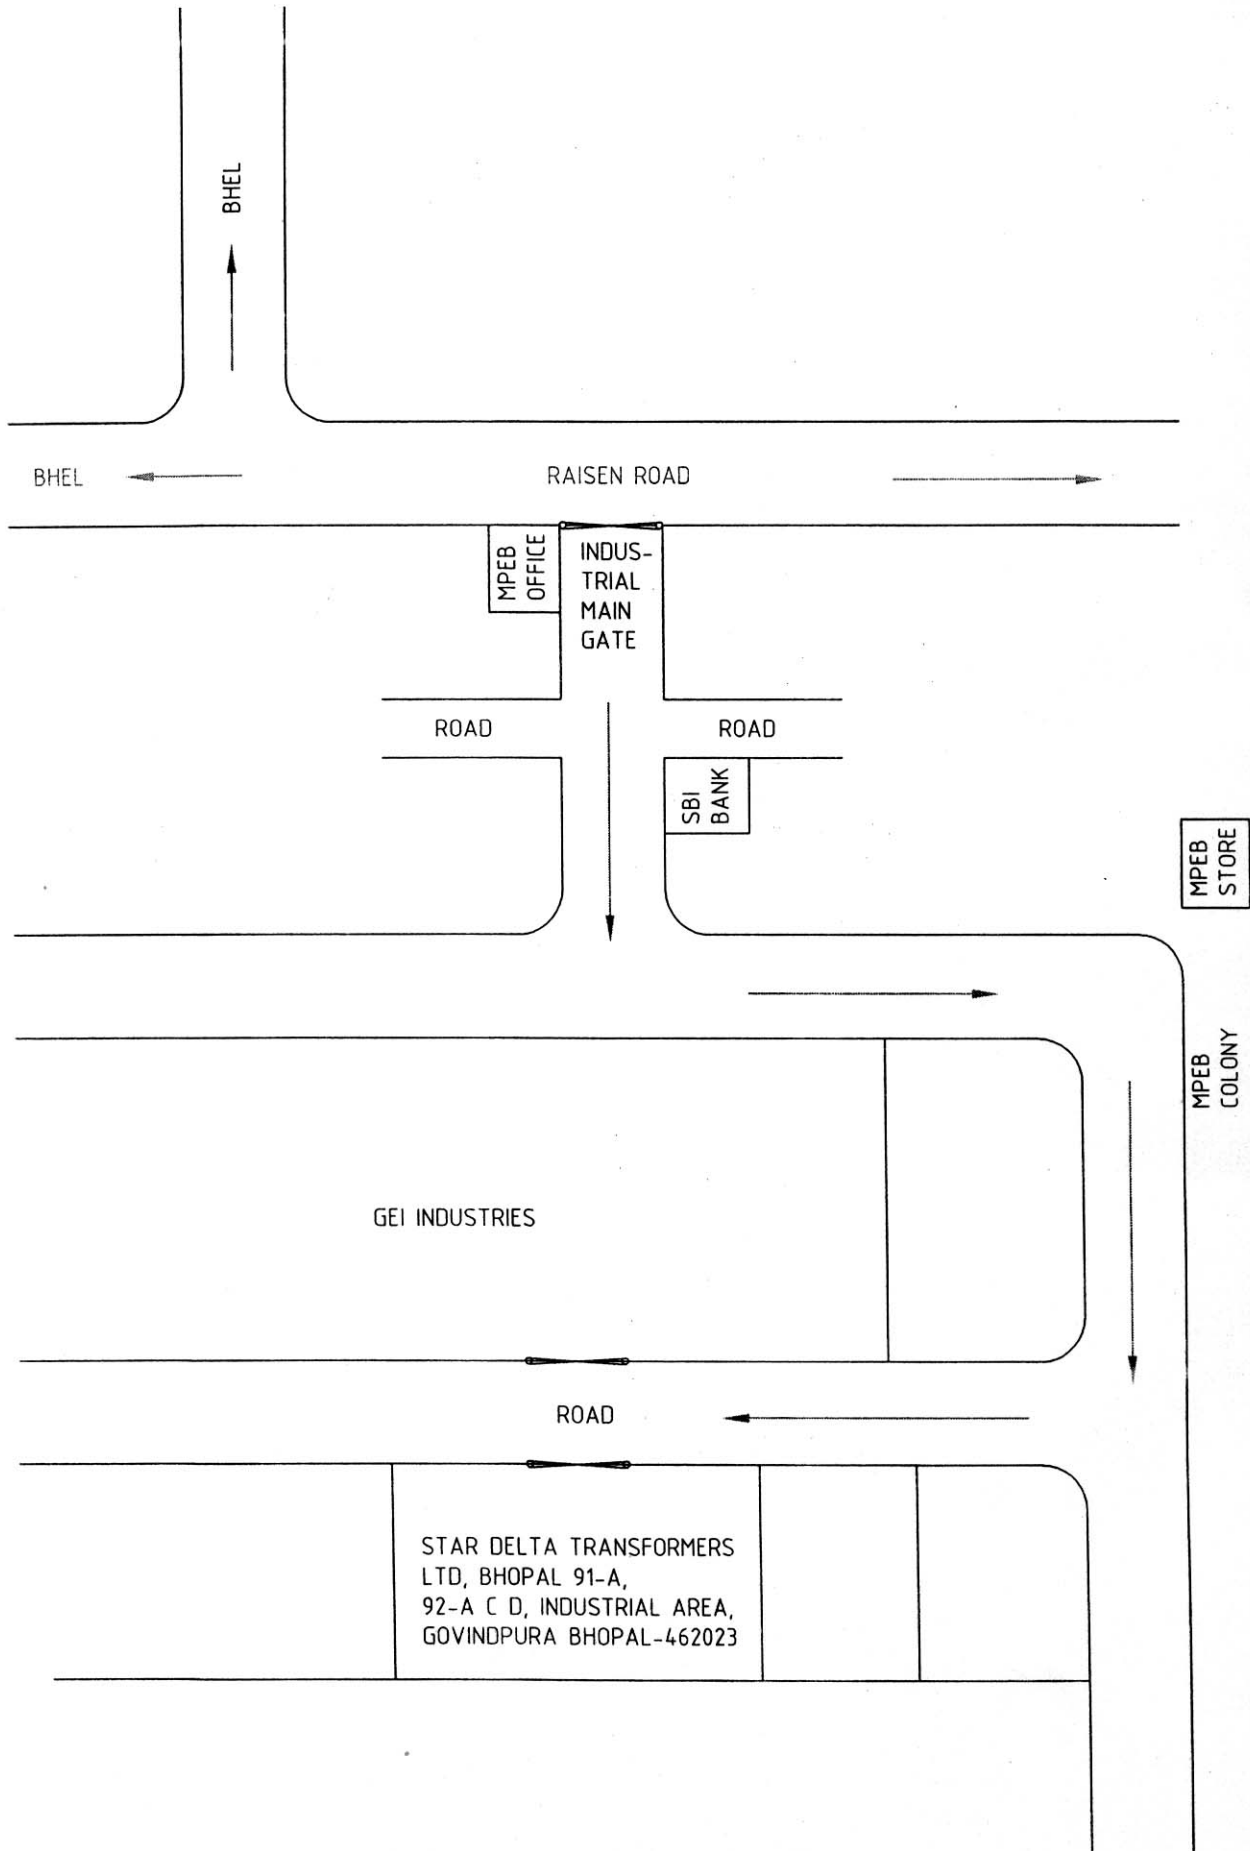 BHEL
BHEL
RAISEN ROAD
MPEB
OFFICE
INDUS-
TRIAL
MAIN
GATE
ROAD
ROAD
SBI
BANK
MPEB
STORE
MPEB
COLONY
GEI INDUSTRIES
ROAD
STAR DELTA TRANSFORMERS
LTD, BHOPAL 91-A,
92-A C D, INDUSTRIAL AREA,
GOVINDPURA BHOPAL-462023